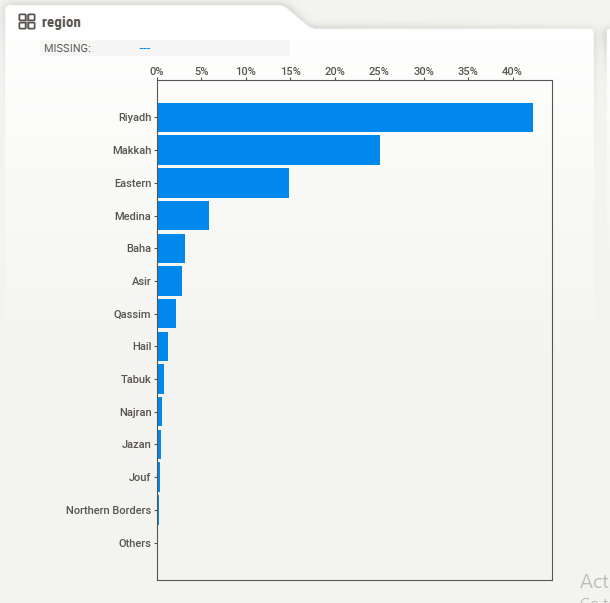 region
MISSING: ---
0% 5% 10% 15% 20% 25% 30% 35% 40%
Riyadh
Makkah
Eastern
Medina
Baha
Asir
Qassim
Hail
Tabuk
Najran
Jazan
Jouf
Northern Borders
Others
Act